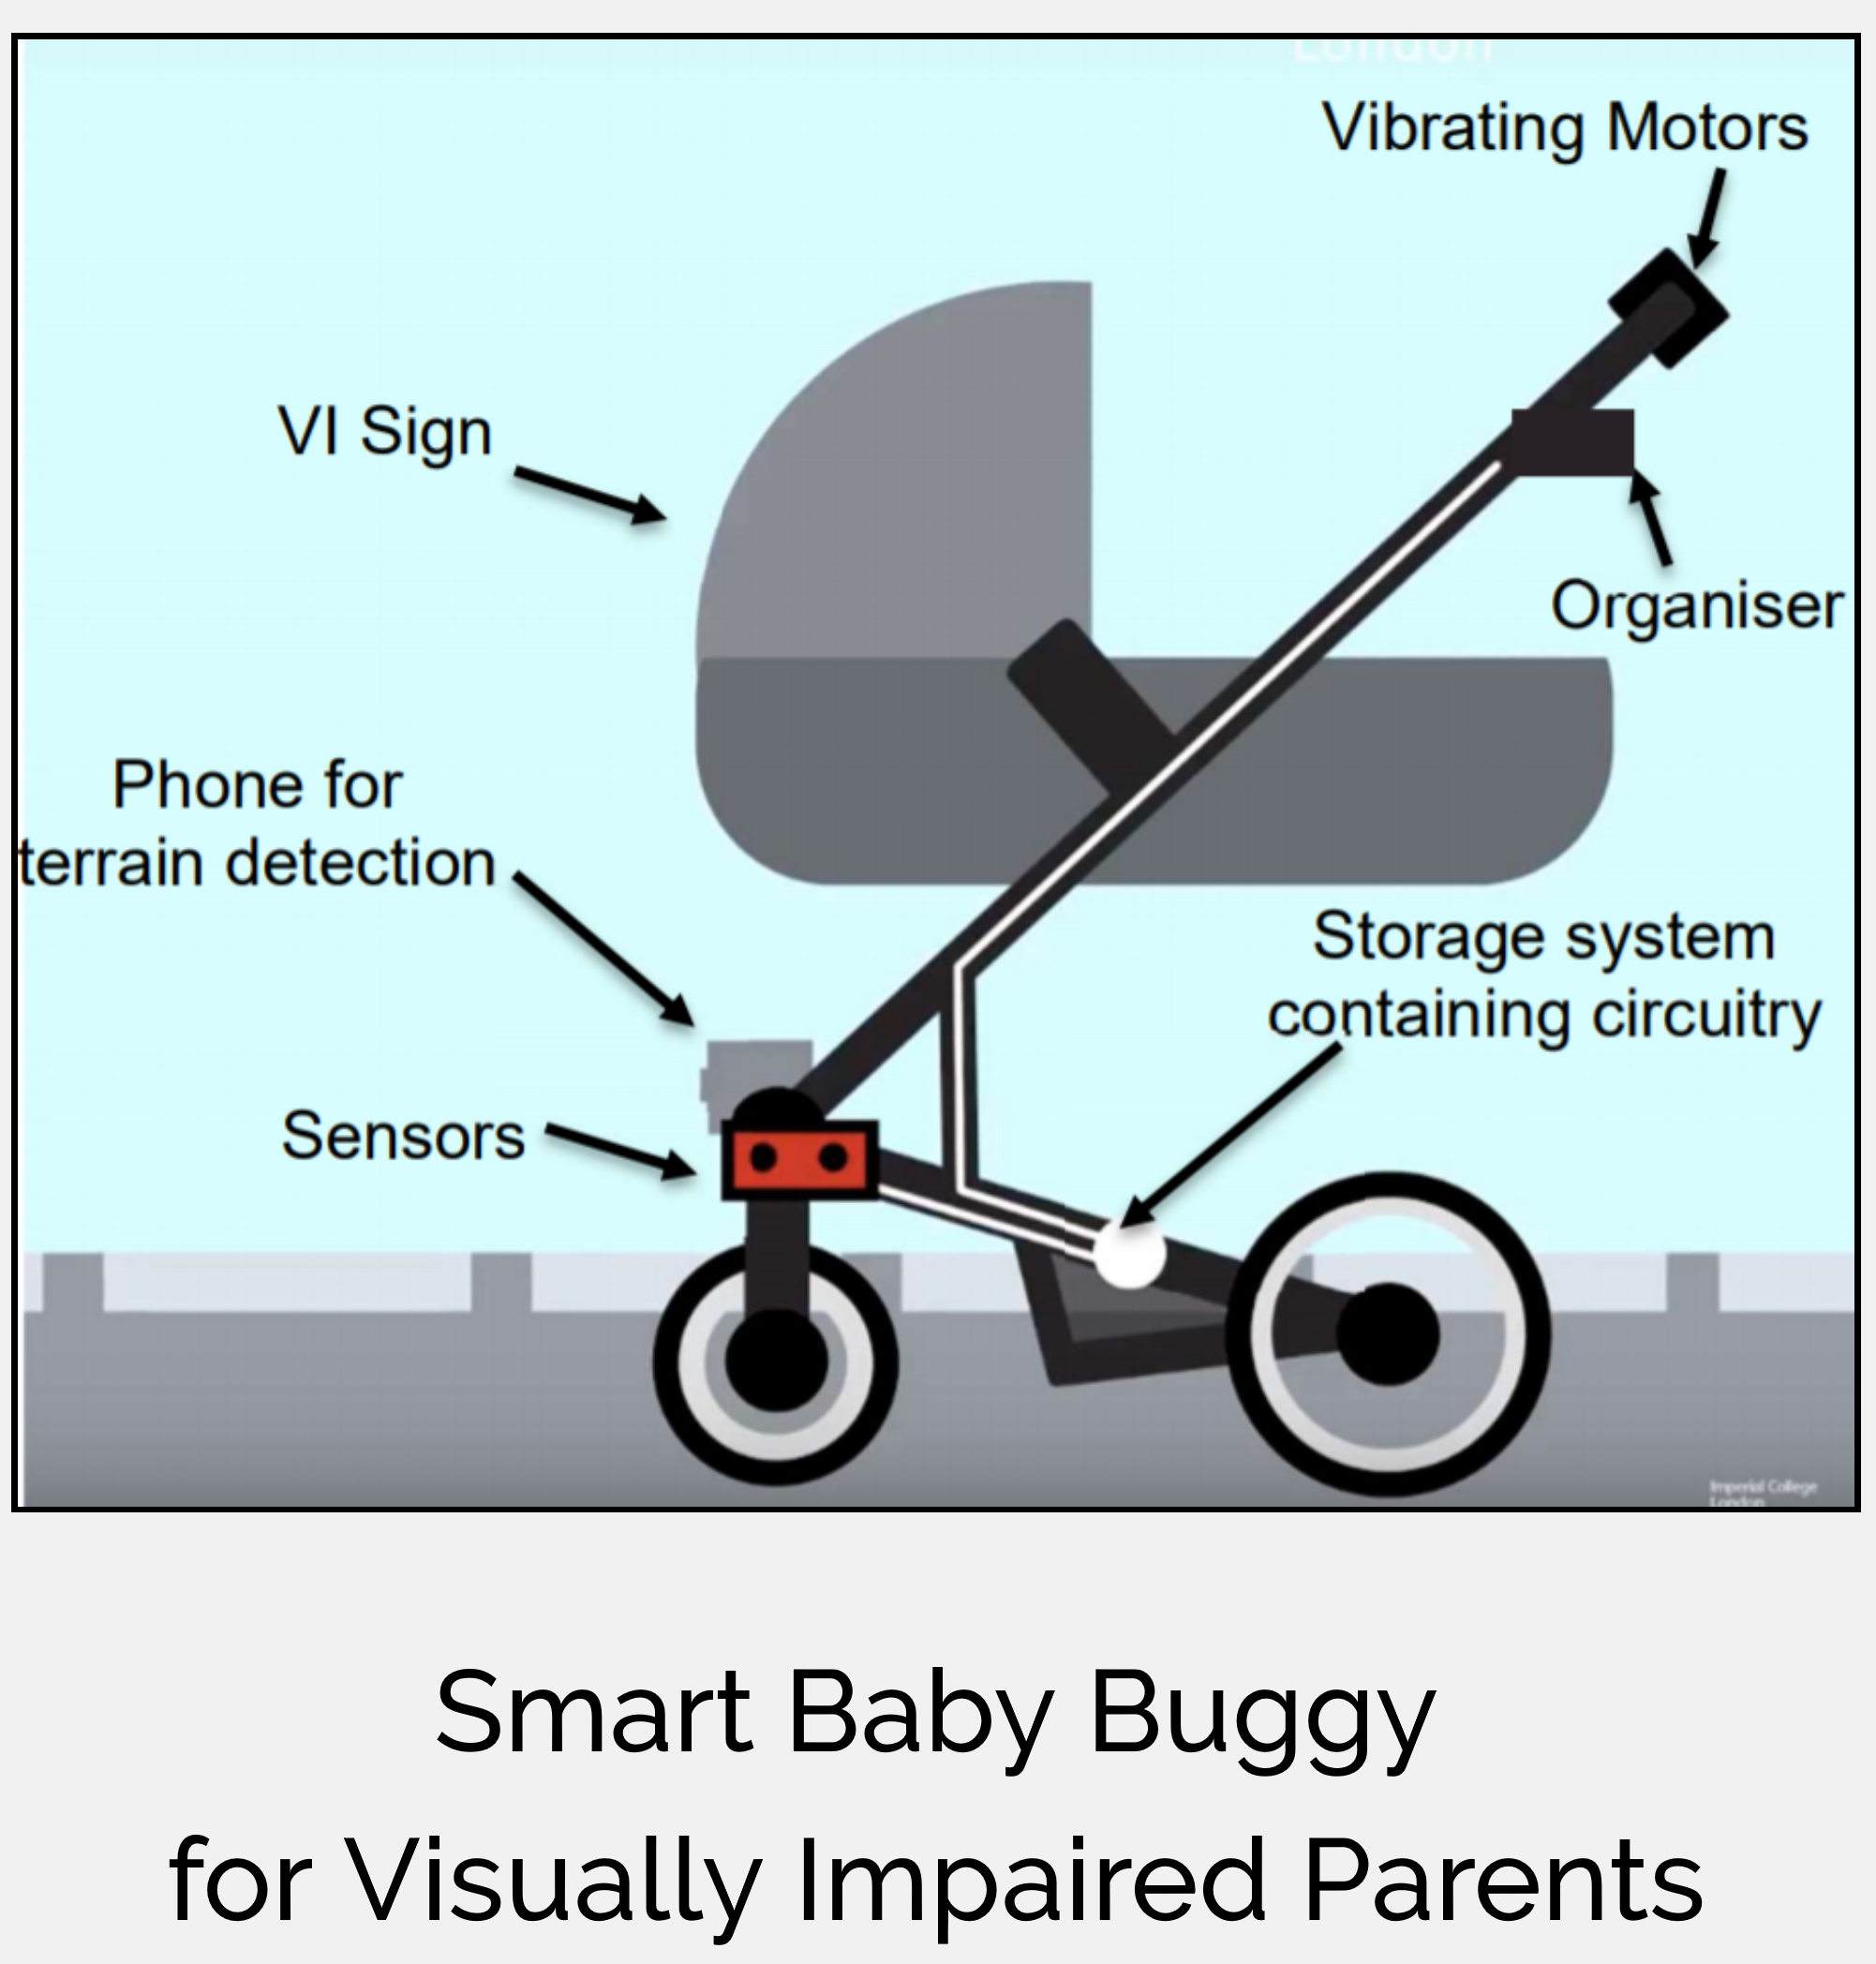 London
Vibrating Motors
VI Sign
Organiser
Phone for
terrain detection
Storage system
containing circuitry
Sensors
Imperial College
London
Smart Baby Buggy
for Visually Impaired Parents